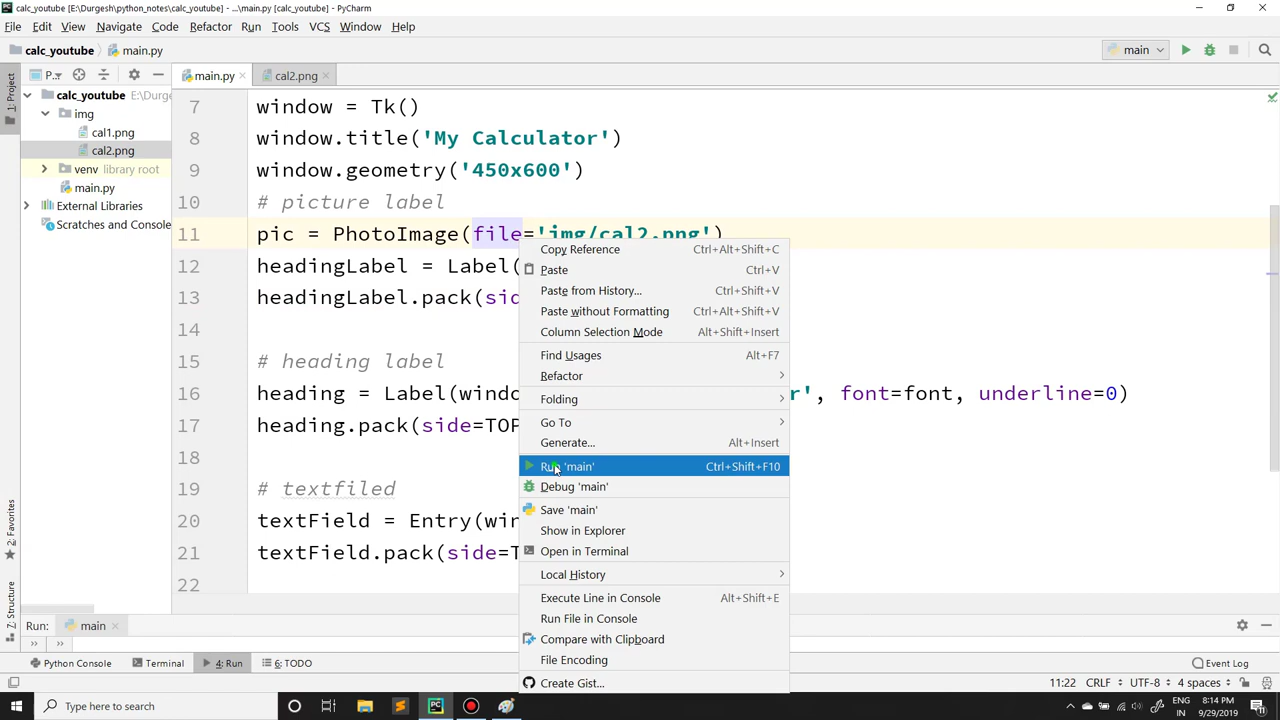 calc_youtube [E:\Durgesh\python_notes\calc_youtube] - ...\main.py [calc_youtube] - PyCharm
File Edit View Navigate Code Refactor Run Tools VCS Window Help
calc_youtube main.py main
1: Project
P... main.py cal2.png
calc_youtube E:\Durge
img
cal1.png
cal2.png
venv library root
main.py
External Libraries
Scratches and Console
7 window = Tk()
8 window.title('My Calculator')
9 window.geometry('450x600')
10 # picture label
11 pic = PhotoImage(file='img/cal2.png')
12 headingLabel = Label(
13 headingLabel.pack(sid
14
15 # heading label
16 heading = Label(windo r', font=font, underline=0)
17 heading.pack(side=TOP
18
19 # textfiled
20 textField = Entry(win
21 textField.pack(side=T
22
Copy Reference Ctrl+Alt+Shift+C
Paste Ctrl+V
Paste from History...
Paste without Formatting Ctrl+Alt+Shift+V
Column Selection Mode Alt+Shift+Insert
Find Usages Alt+F7
Refactor
Folding
Go To
Generate... Alt+Insert
Run 'main' Ctrl+Shift+F10
Debug 'main'
Save 'main'
Show in Explorer
Open in Terminal
Local History
Execute Line in Console Alt+Shift+E
Run File in Console
Compare with Clipboard
File Encoding
Create Gist...
2: Favorites
7: Structure
Run: main
Python Console Terminal 4: Run 6: TODO Event Log
11:22 CRLF UTF-8 4 spaces
Type here to search
ENG 8:14 PM
IN 9/29/2019